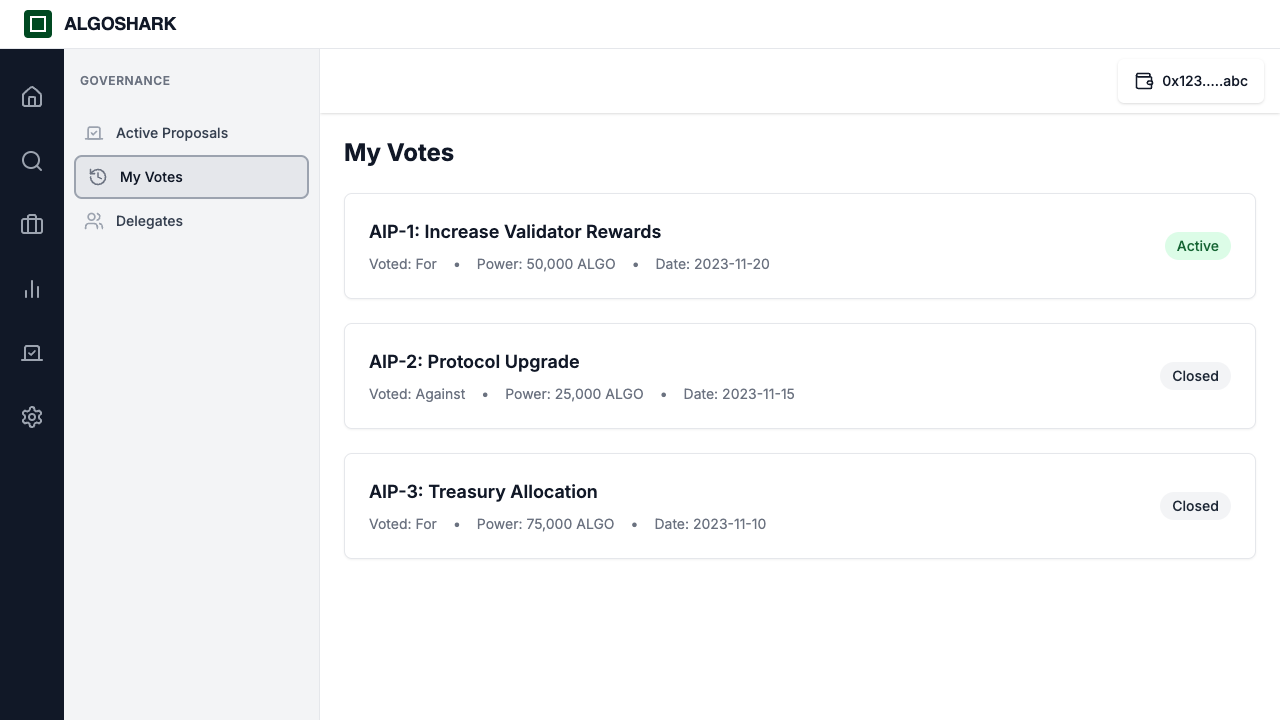 ALGOSHARK
GOVERNANCE
Active Proposals
My Votes
Delegates
0x123.....abc
My Votes
AIP-1: Increase Validator Rewards
Voted: For • Power: 50,000 ALGO • Date: 2023-11-20
Active
AIP-2: Protocol Upgrade
Voted: Against • Power: 25,000 ALGO • Date: 2023-11-15
Closed
AIP-3: Treasury Allocation
Voted: For • Power: 75,000 ALGO • Date: 2023-11-10
Closed